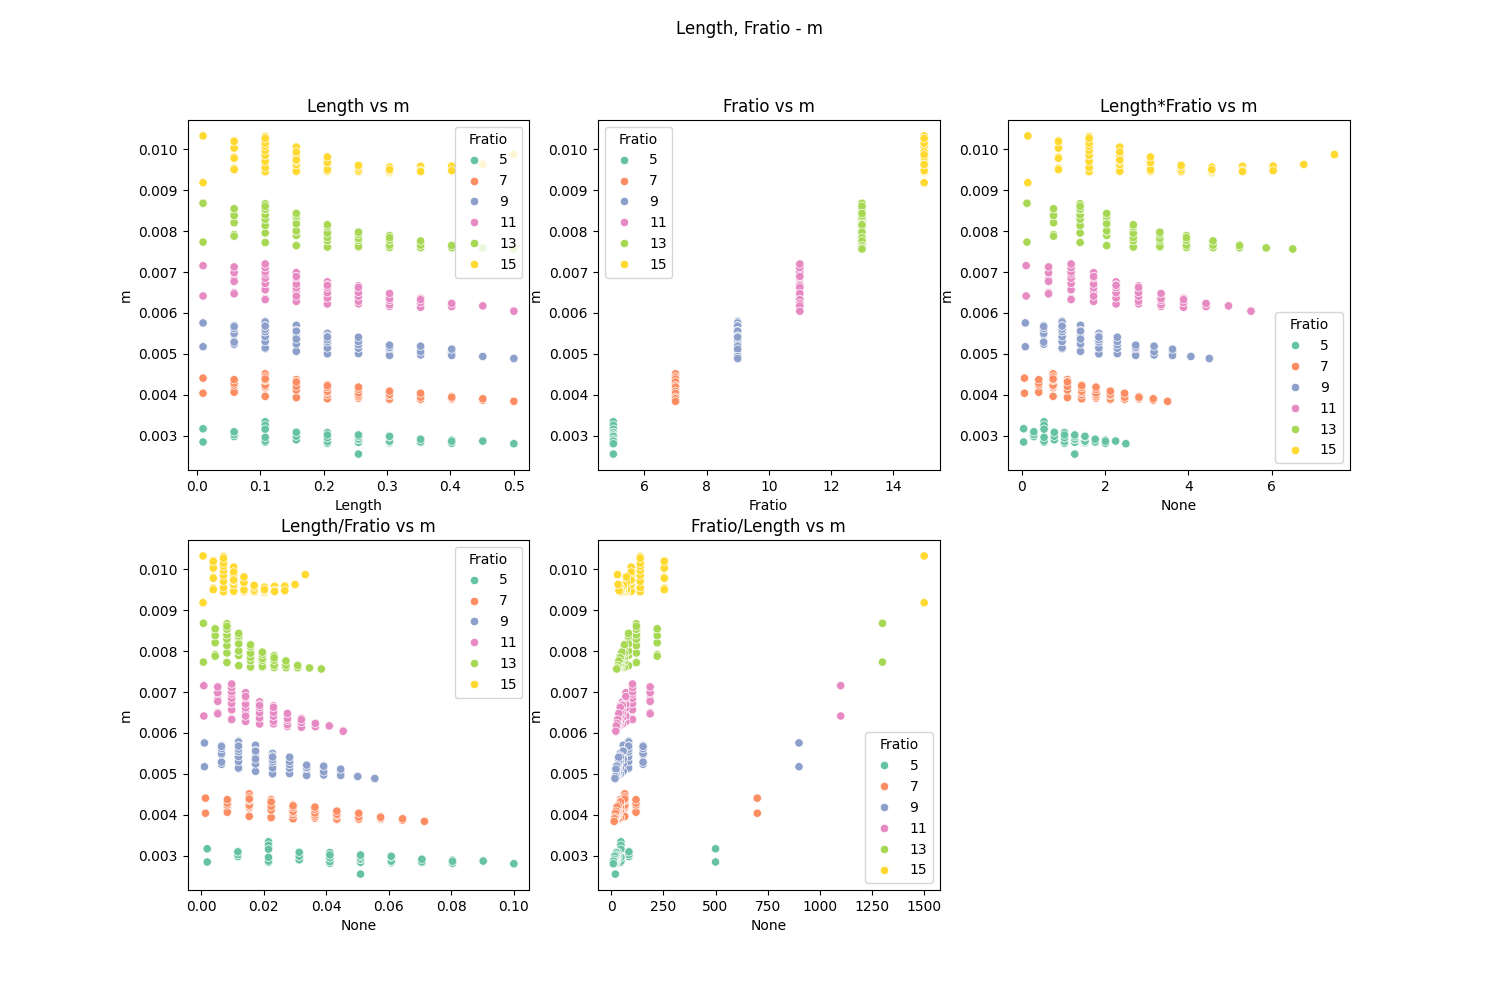 Length, Fratio - m
Length vs m
m
0.010
0.009
0.008
0.007
0.006
0.005
0.004
0.003
0.0 0.1 0.2 0.3 0.4 0.5
Length
Fratio
5
7
9
11
13
15
Fratio vs m
m
0.010
0.009
0.008
0.007
0.006
0.005
0.004
0.003
6 8 10 12 14
Fratio
Fratio
5
7
9
11
13
15
Length*Fratio vs m
m
0.010
0.009
0.008
0.007
0.006
0.005
0.004
0.003
0 2 4 6
None
Fratio
5
7
9
11
13
15
Length/Fratio vs m
m
0.010
0.009
0.008
0.007
0.006
0.005
0.004
0.003
0.00 0.02 0.04 0.06 0.08 0.10
None
Fratio
5
7
9
11
13
15
Fratio/Length vs m
m
0.010
0.009
0.008
0.007
0.006
0.005
0.004
0.003
0 250 500 750 1000 1250 1500
None
Fratio
5
7
9
11
13
15